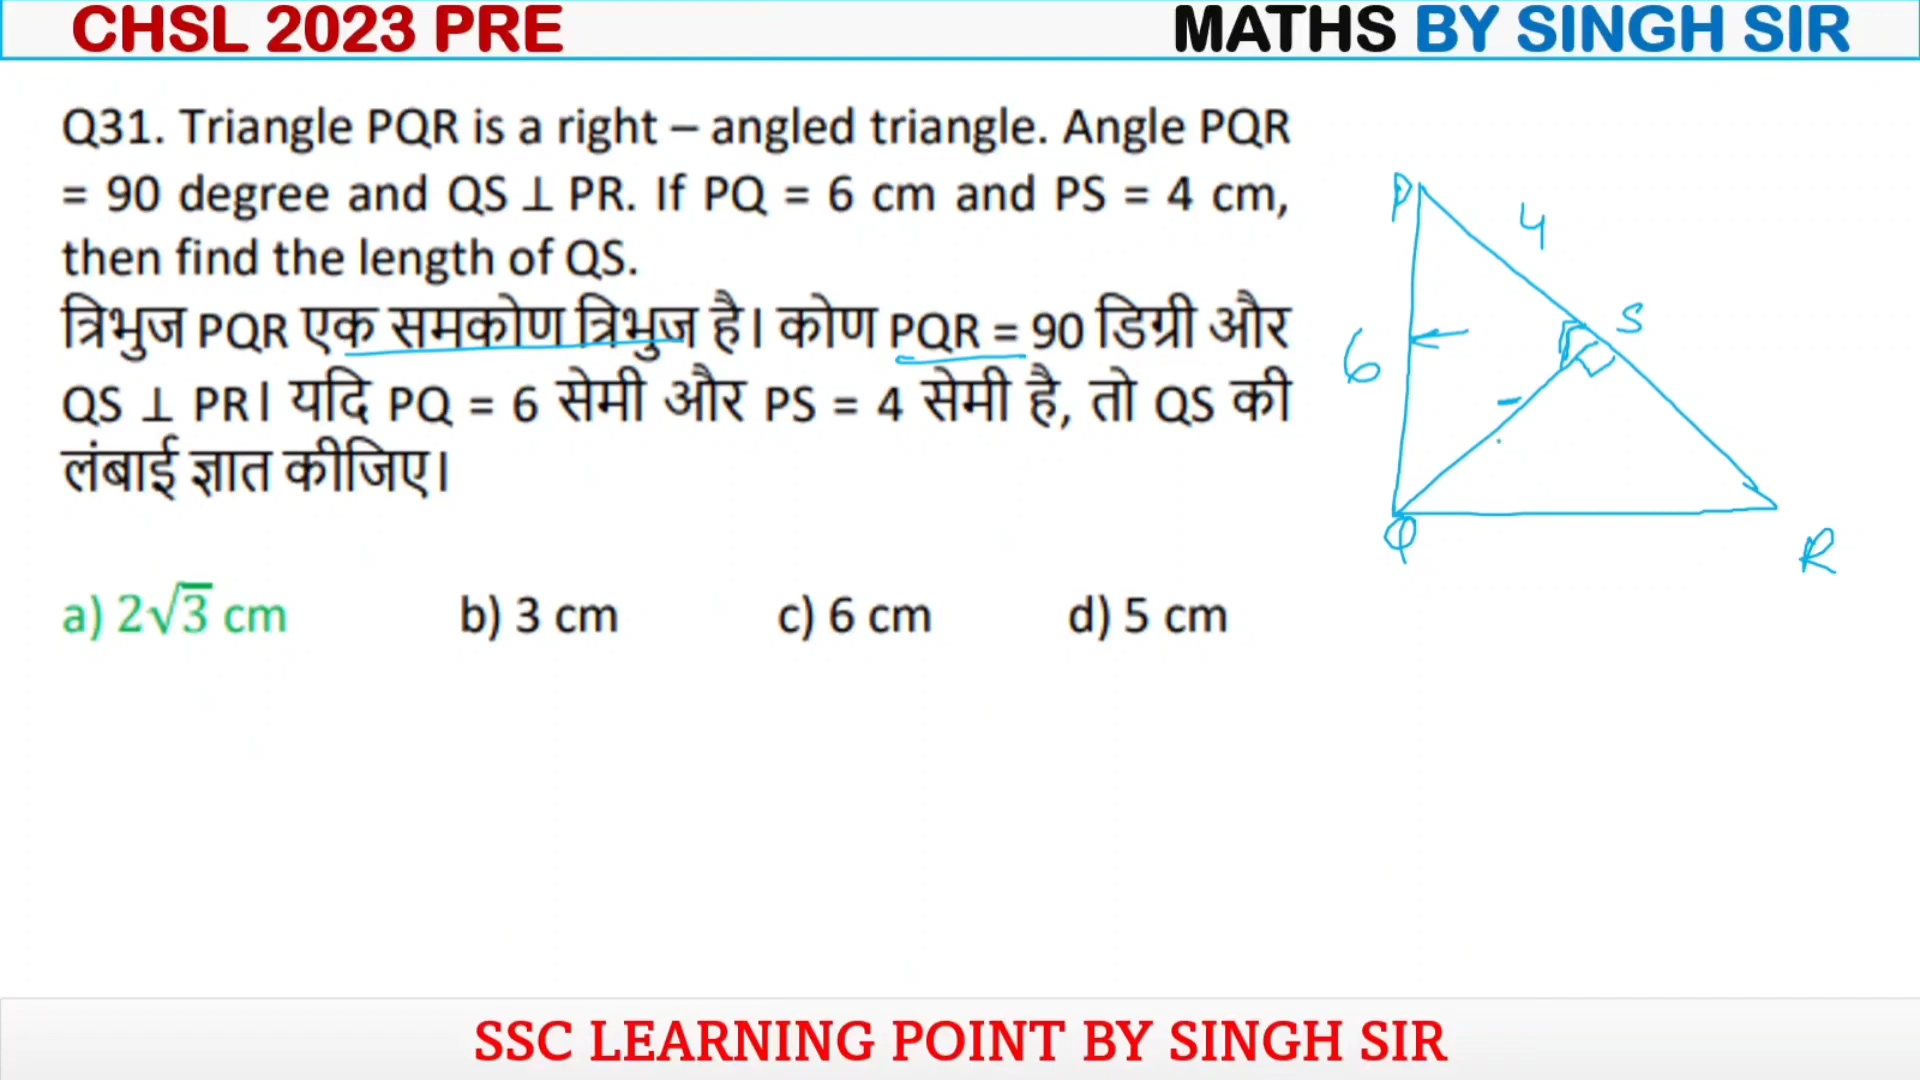 CHSL 2023 PRE
MATHS BY SINGH SIR
Q31. Triangle PQR is a right – angled triangle. Angle PQR
= 90 degree and QS ⊥ PR. If PQ = 6 cm and PS = 4 cm,
then find the length of QS.
त्रिभुज PQR एक समकोण त्रिभुज है। कोण PQR = 90 डिग्री और
QS ⊥ PR। यदि PQ = 6 सेमी और PS = 4 सेमी है, तो QS की
लंबाई ज्ञात कीजिए।
P
4
S
6
Q
R
a) 2√3 cm b) 3 cm c) 6 cm d) 5 cm
SSC LEARNING POINT BY SINGH SIR